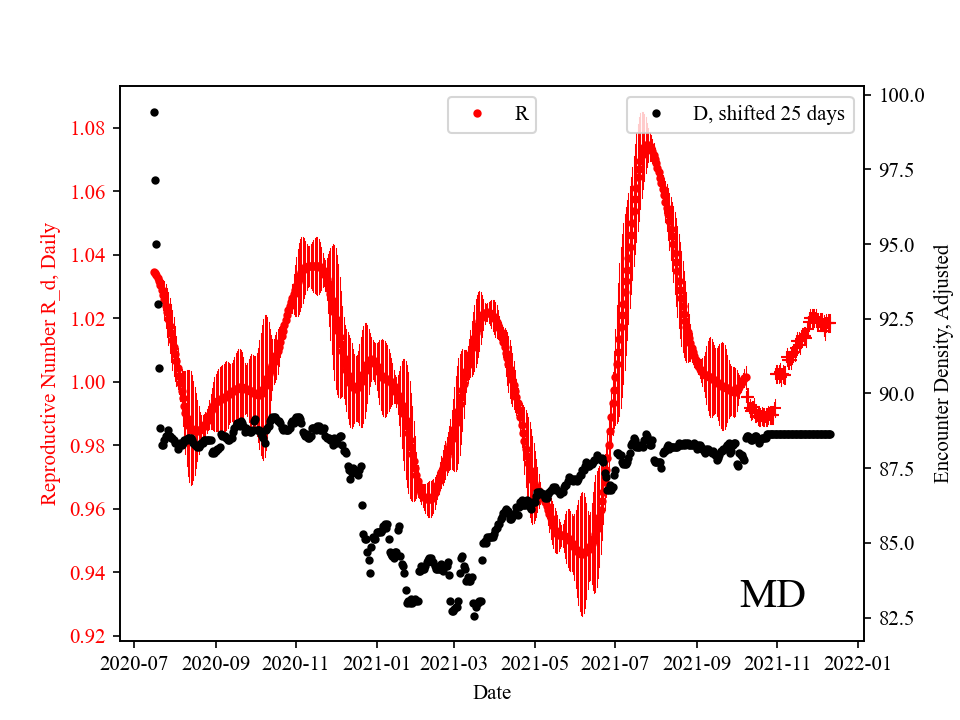 R
D, shifted 25 days
Reproductive Number R_d, Daily
1.08
1.06
1.04
1.02
1.00
0.98
0.96
0.94
0.92
100.0
97.5
95.0
92.5
90.0
87.5
85.0
82.5
Encounter Density, Adjusted
MD
2020-07 2020-09 2020-11 2021-01 2021-03 2021-05 2021-07 2021-09 2021-11 2022-01
Date